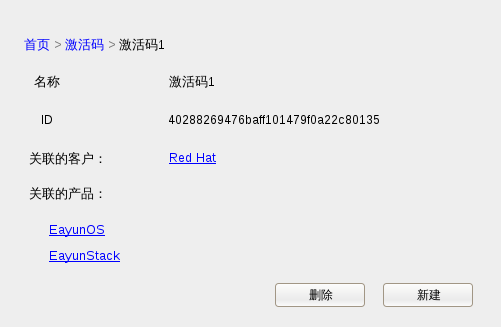 首页 > 激活码 > 激活码1
名称 激活码1
ID 40288269476baff101479f0a22c80135
关联的客户： Red Hat
关联的产品：
EayunOS
EayunStack
删除 新建